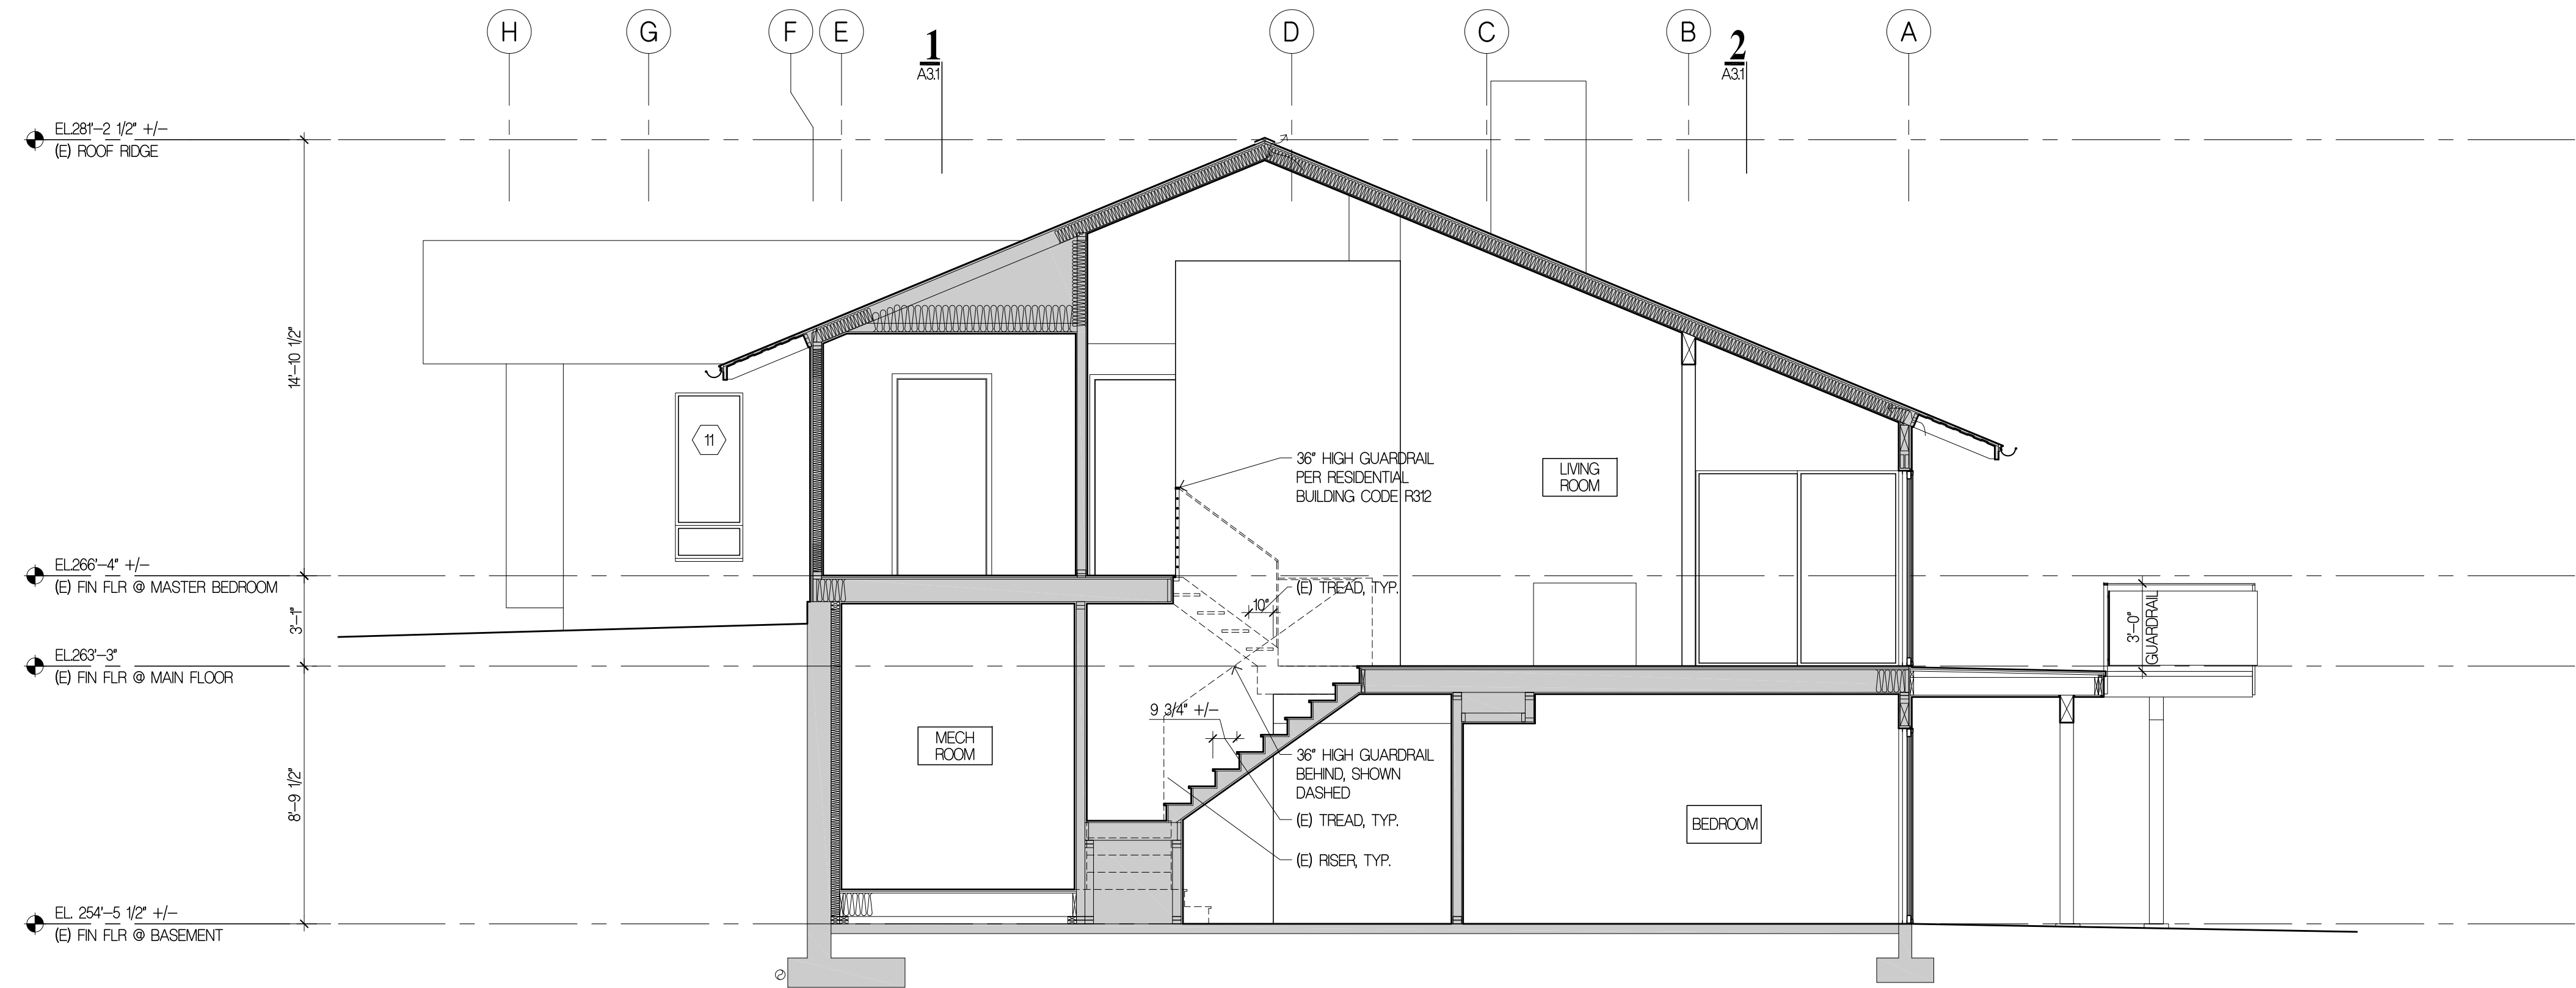 H
G
F
E
1
A3.1
D
C
B
2
A3.1
A
EL.281'-2 1/2" +/-
(E) ROOF RIDGE
14'-10 1/2"
11
36" HIGH GUARDRAIL
PER RESIDENTIAL
BUILDING CODE R312
LIVING
ROOM
EL.266'-4" +/-
(E) FIN FLR @ MASTER BEDROOM
3'-1"
(E) TREAD, TYP.
10"
3'-0"
GUARDRAIL
EL.263'-3"
(E) FIN FLR @ MAIN FLOOR
9 3/4" +/-
MECH
ROOM
36" HIGH GUARDRAIL
BEHIND, SHOWN
DASHED
8'-9 1/2"
(E) TREAD, TYP.
BEDROOM
(E) RISER, TYP.
EL. 254'-5 1/2" +/-
(E) FIN FLR @ BASEMENT